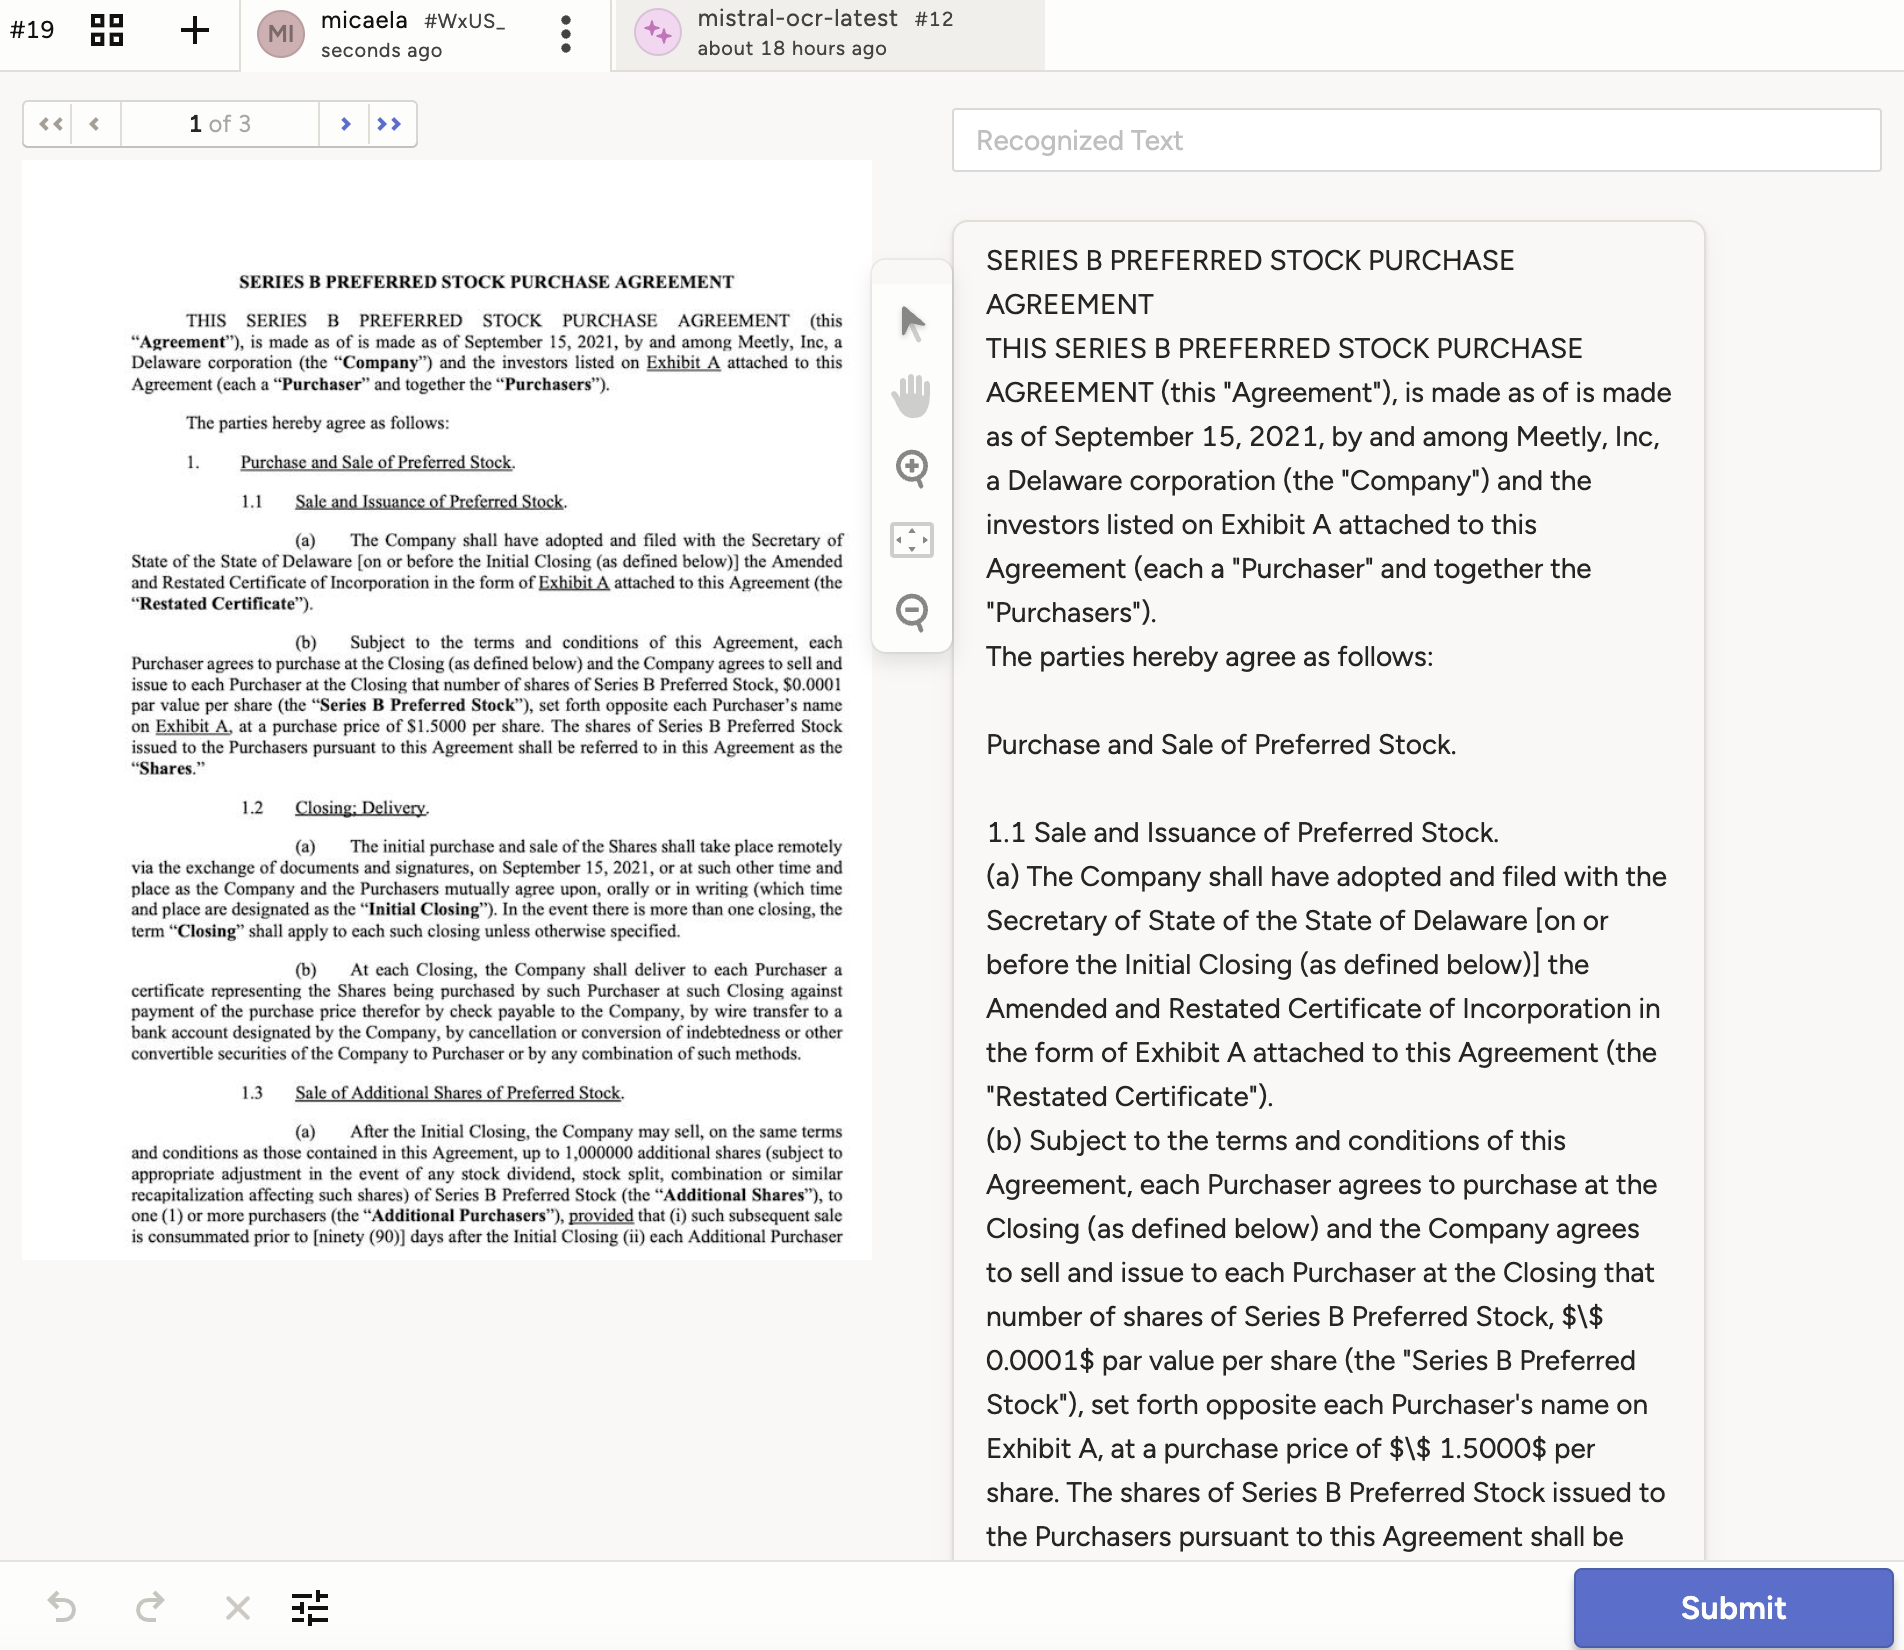 #19
MI
micaela #WxUS_
seconds ago
mistral-ocr-latest #12
about 18 hours ago
1 of 3
SERIES B PREFERRED STOCK PURCHASE AGREEMENT
THIS SERIES B PREFERRED STOCK PURCHASE AGREEMENT (this
“Agreement”), is made as of is made as of September 15, 2021, by and among Meetly, Inc, a
Delaware corporation (the “Company”) and the investors listed on Exhibit A attached to this
Agreement (each a “Purchaser” and together the “Purchasers”).
The parties hereby agree as follows:
1. Purchase and Sale of Preferred Stock.
1.1 Sale and Issuance of Preferred Stock.
(a) The Company shall have adopted and filed with the Secretary of
State of the State of Delaware [on or before the Initial Closing (as defined below)] the Amended
and Restated Certificate of Incorporation in the form of Exhibit A attached to this Agreement (the
“Restated Certificate”).
(b) Subject to the terms and conditions of this Agreement, each
Purchaser agrees to purchase at the Closing (as defined below) and the Company agrees to sell and
issue to each Purchaser at the Closing that number of shares of Series B Preferred Stock, $0.0001
par value per share (the “Series B Preferred Stock”), set forth opposite each Purchaser’s name
on Exhibit A, at a purchase price of $1.5000 per share. The shares of Series B Preferred Stock
issued to the Purchasers pursuant to this Agreement shall be referred to in this Agreement as the
“Shares.”
1.2 Closing; Delivery.
(a) The initial purchase and sale of the Shares shall take place remotely
via the exchange of documents and signatures, on September 15, 2021, or at such other time and
place as the Company and the Purchasers mutually agree upon, orally or in writing (which time
and place are designated as the “Initial Closing”). In the event there is more than one closing, the
term “Closing” shall apply to each such closing unless otherwise specified.
(b) At each Closing, the Company shall deliver to each Purchaser a
certificate representing the Shares being purchased by such Purchaser at such Closing against
payment of the purchase price therefor by check payable to the Company, by wire transfer to a
bank account designated by the Company, by cancellation or conversion of indebtedness or other
convertible securities of the Company to Purchaser or by any combination of such methods.
1.3 Sale of Additional Shares of Preferred Stock.
(a) After the Initial Closing, the Company may sell, on the same terms
and conditions as those contained in this Agreement, up to 1,000000 additional shares (subject to
appropriate adjustment in the event of any stock dividend, stock split, combination or similar
recapitalization affecting such shares) of Series B Preferred Stock (the “Additional Shares”), to
one (1) or more purchasers (the “Additional Purchasers”), provided that (i) such subsequent sale
is consummated prior to [ninety (90)] days after the Initial Closing (ii) each Additional Purchaser
Recognized Text
SERIES B PREFERRED STOCK PURCHASE
AGREEMENT
THIS SERIES B PREFERRED STOCK PURCHASE
AGREEMENT (this "Agreement"), is made as of is made
as of September 15, 2021, by and among Meetly, Inc,
a Delaware corporation (the "Company") and the
investors listed on Exhibit A attached to this
Agreement (each a "Purchaser" and together the
"Purchasers").
The parties hereby agree as follows:
Purchase and Sale of Preferred Stock.
1.1 Sale and Issuance of Preferred Stock.
(a) The Company shall have adopted and filed with the
Secretary of State of the State of Delaware [on or
before the Initial Closing (as defined below)] the
Amended and Restated Certificate of Incorporation in
the form of Exhibit A attached to this Agreement (the
"Restated Certificate").
(b) Subject to the terms and conditions of this
Agreement, each Purchaser agrees to purchase at the
Closing (as defined below) and the Company agrees
to sell and issue to each Purchaser at the Closing that
number of shares of Series B Preferred Stock, $\$
0.0001$ par value per share (the "Series B Preferred
Stock"), set forth opposite each Purchaser's name on
Exhibit A, at a purchase price of $\$ 1.5000$ per
share. The shares of Series B Preferred Stock issued to
the Purchasers pursuant to this Agreement shall be
Submit